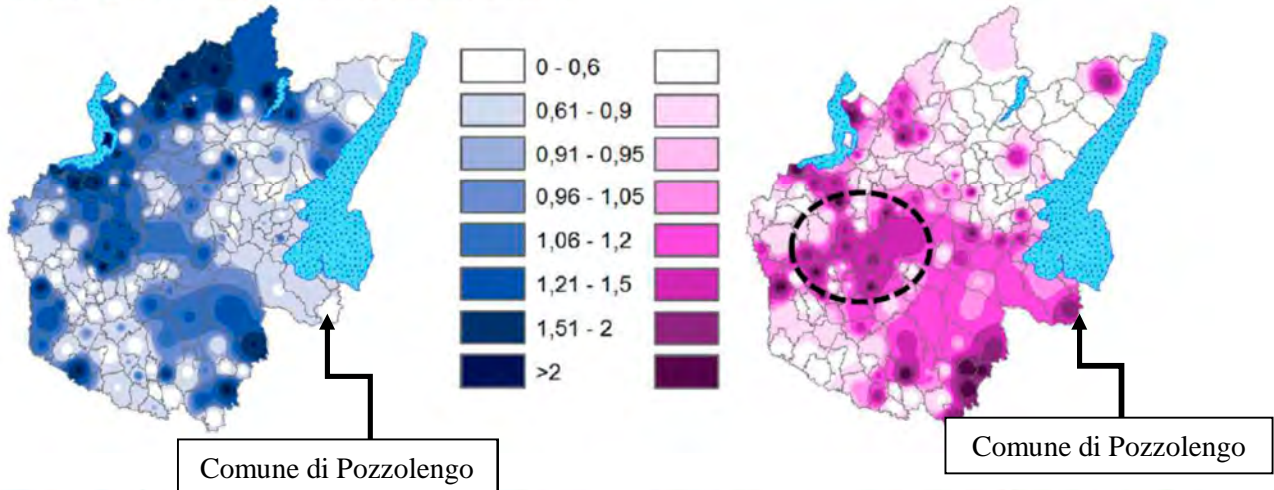 0 - 0,6
0,61 - 0,9
0,91 - 0,95
0,96 - 1,05
1,06 - 1,2
1,21 - 1,5
1,51 - 2
>2
Comune di Pozzolengo
Comune di Pozzolengo